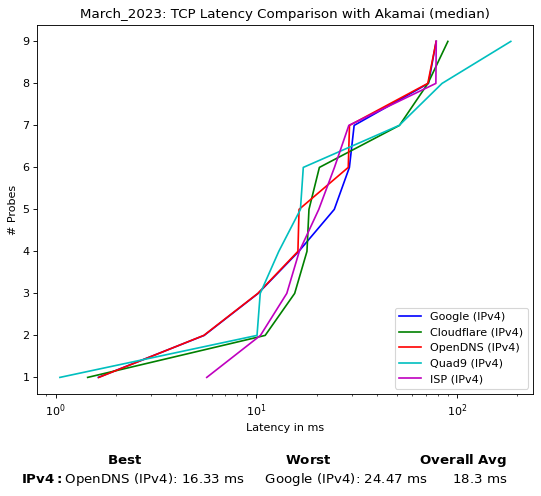 March_2023: TCP Latency Comparison with Akamai (median)
9
8
7
6
5
4
3
2
1
# Probes
Google (IPv4)
Cloudflare (IPv4)
OpenDNS (IPv4)
Quad9 (IPv4)
ISP (IPv4)
10⁰ 10¹ 10²
Latency in ms
Best Worst Overall Avg
IPv4: OpenDNS (IPv4): 16.33 ms Google (IPv4): 24.47 ms 18.3 ms